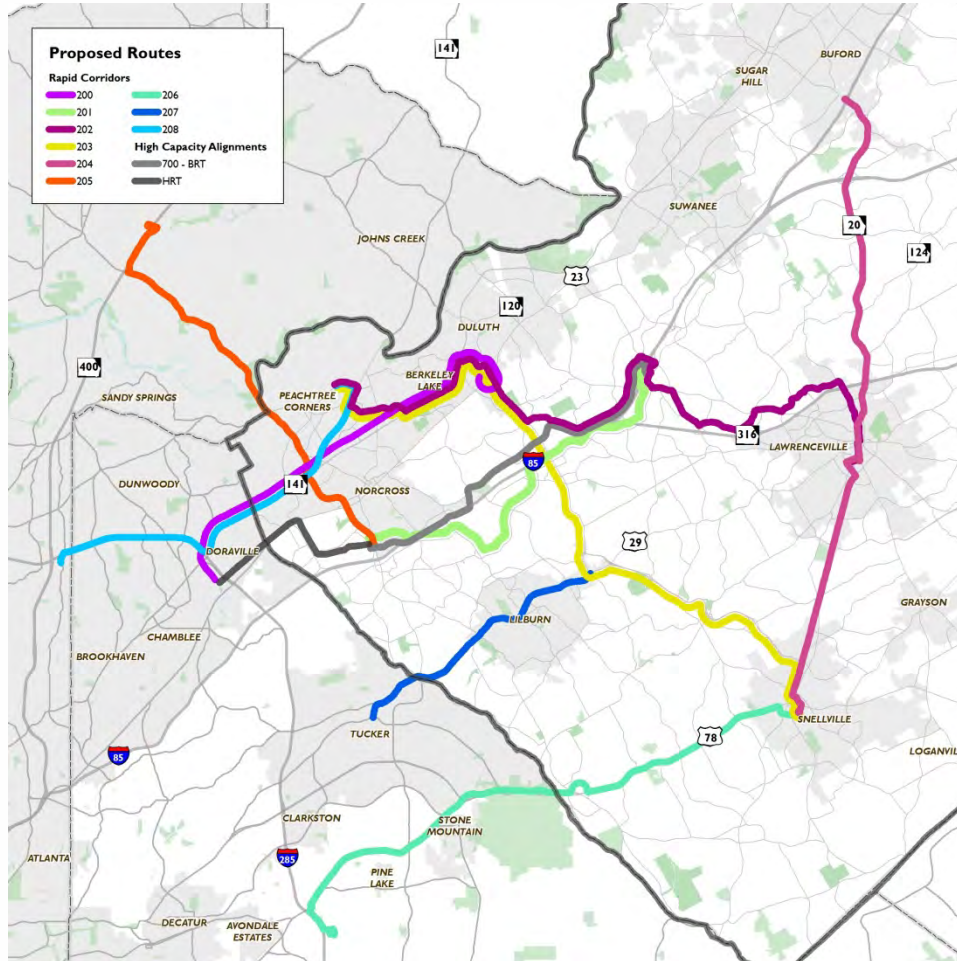 Proposed Routes
Rapid Corridors
200
201
202
203
204
205
206
207
208
High Capacity Alignments
700 - BRT
HRT
141
BUFORD
SUGAR
HILL
SUWANEE
20
124
JOHNS CREEK
23
120
DULUTH
400
SANDY SPRINGS
BERKELEY
LAKE
PEACHTREE
CORNERS
316
LAWRENCEVILLE
85
DUNWOODY
141
NORCROSS
DORAVILLE
29
GRAYSON
LILBURN
CHAMBLEE
BROOKHAVEN
TUCKER
SNELLVILLE
78
LOGANVIL
85
CLARKSTON
STONE
MOUNTAIN
285
ATLANTA
PINE
LAKE
DECATUR
AVONDALE
ESTATES